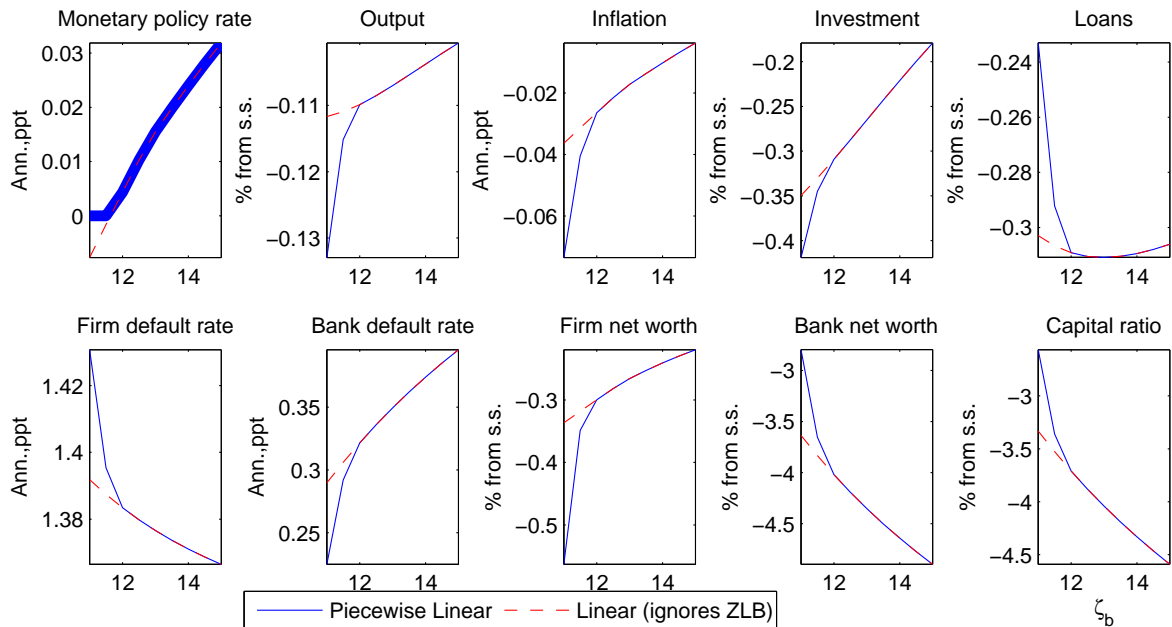 Monetary policy rate
Output
Inflation
Investment
Loans
Ann.,ppt
0.03
0.02
0.01
0
12 14
% from s.s.
−0.11
−0.12
−0.13
12 14
Ann.,ppt
−0.02
−0.04
−0.06
12 14
% from s.s.
−0.2
−0.25
−0.3
−0.35
−0.4
12 14
% from s.s.
−0.24
−0.26
−0.28
−0.3
12 14
Firm default rate
Bank default rate
Firm net worth
Bank net worth
Capital ratio
Ann.,ppt
1.42
1.4
1.38
12 14
Ann.,ppt
0.35
0.3
0.25
12 14
% from s.s.
−0.3
−0.4
−0.5
12 14
% from s.s.
−3
−3.5
−4
−4.5
12 14
% from s.s.
−3
−3.5
−4
−4.5
12 14
ζb
Piecewise Linear
Linear (ignores ZLB)